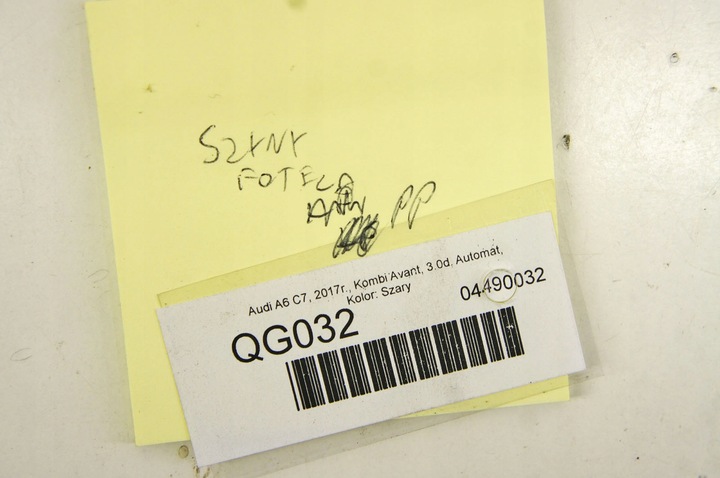 SZYNY
FOTELA
PP
Audi A6 C7, 2017r., Kombi Avant, 3.0d, Automat,
Kolor: Szary
QG032
04490032